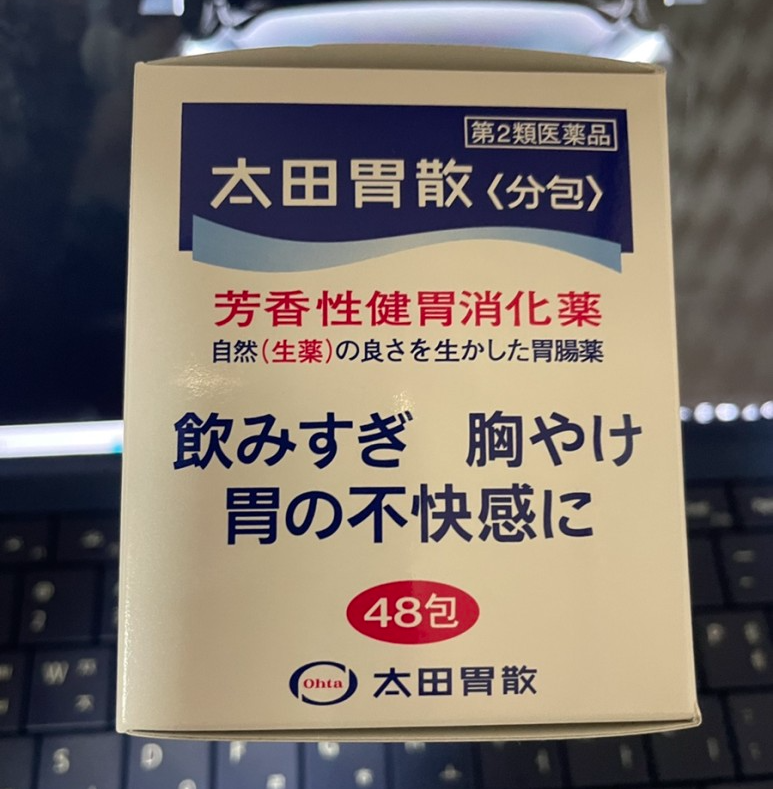 第2類医薬品
太田胃散〈分包〉
芳香性健胃消化薬
自然(生薬)の良さを生かした胃腸薬
飲みすぎ 胸やけ
胃の不快感に
48包
Ohta 太田胃散
W
P
S
D